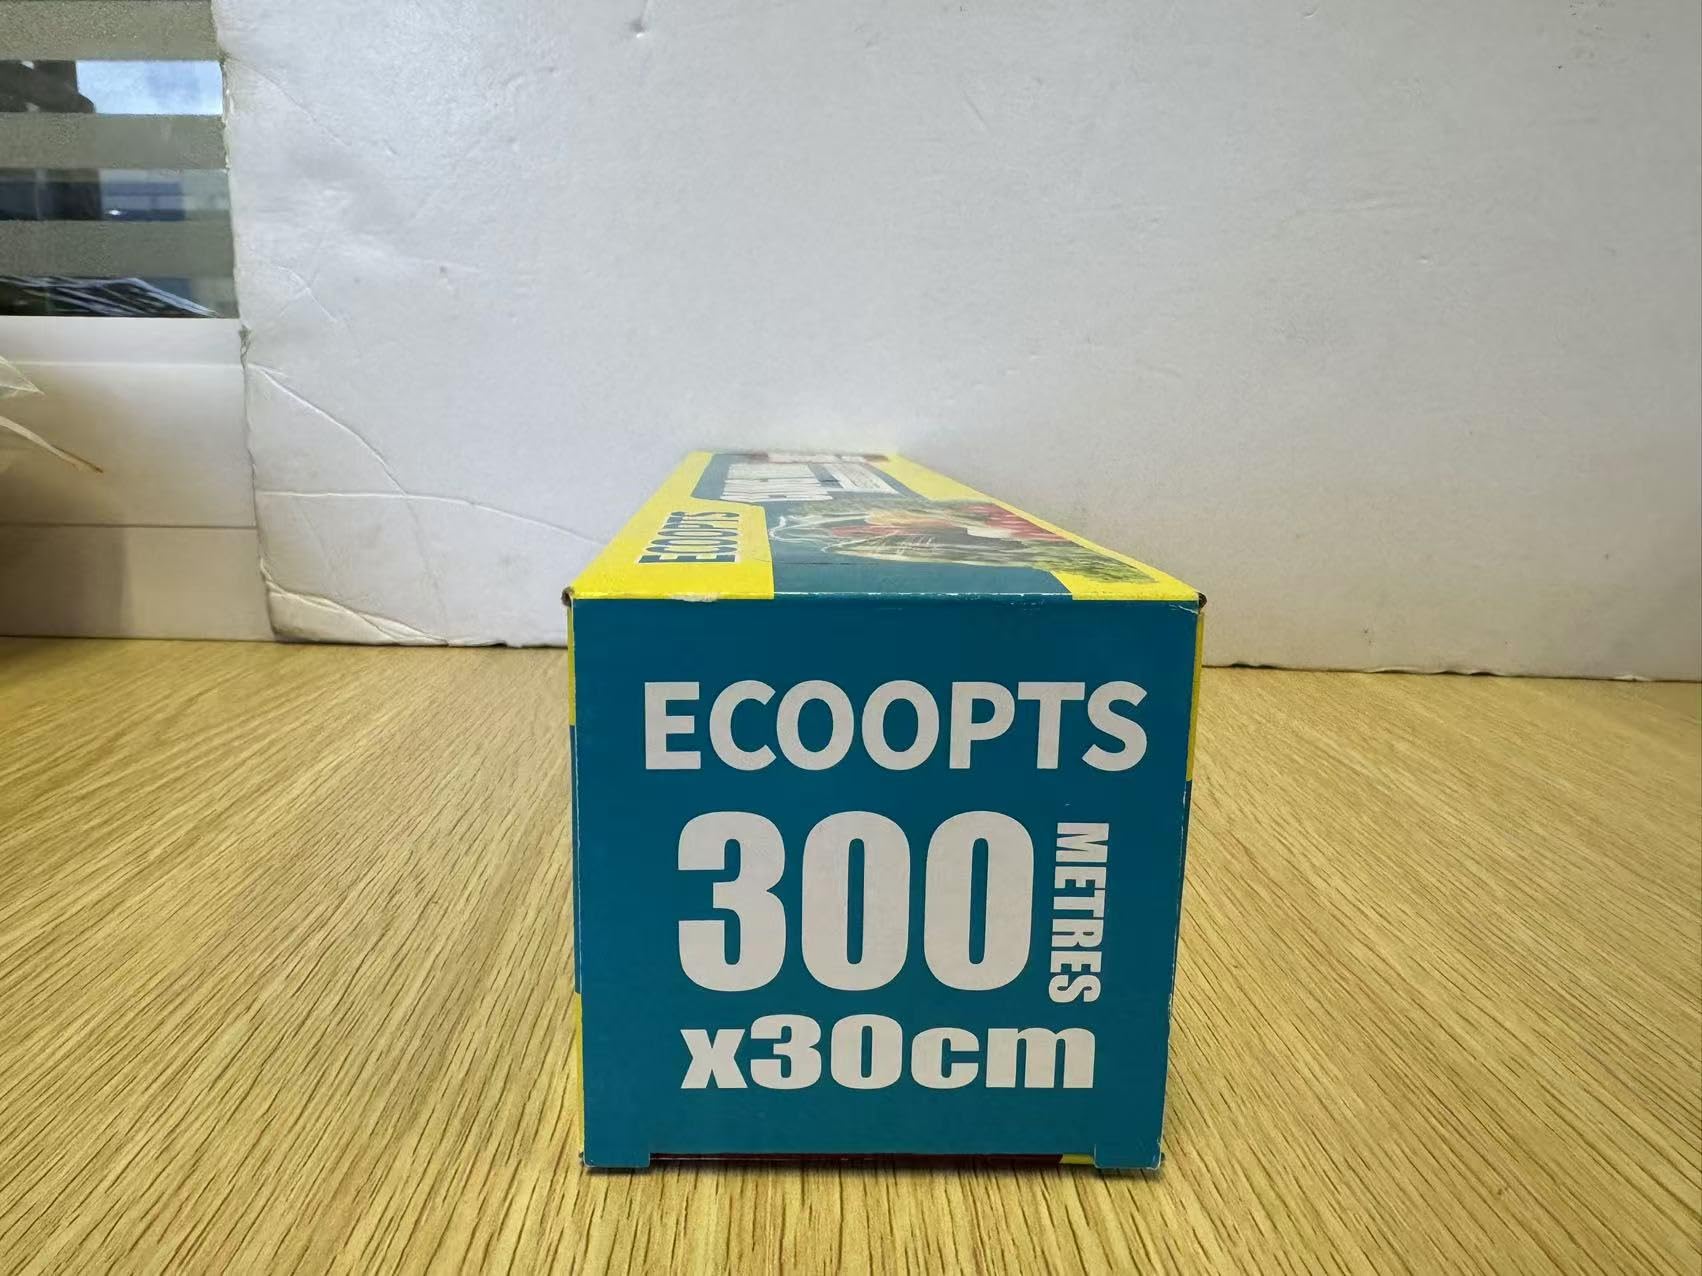 ECOOPTS
ECOOPTS
300
METRES
x30cm